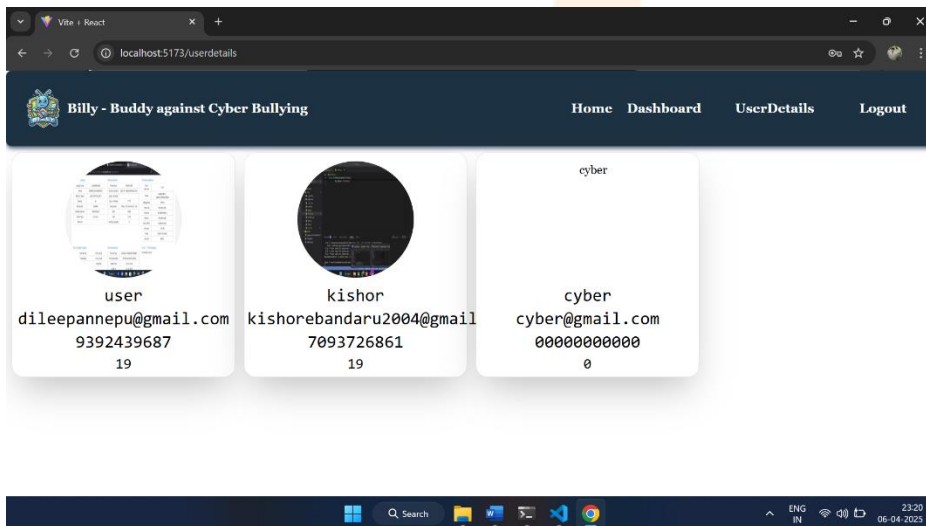 Vite + React
localhost:5173/userdetails
Billy - Buddy against Cyber Bullying
Home Dashboard UserDetails Logout
cyber
user
dileepannepu@gmail.com
9392439687
19
kishor
kishorebandaru2004@gmail
7093726861
19
cyber
cyber@gmail.com
00000000000
0
Search
ENG
IN
23:20
06-04-2025